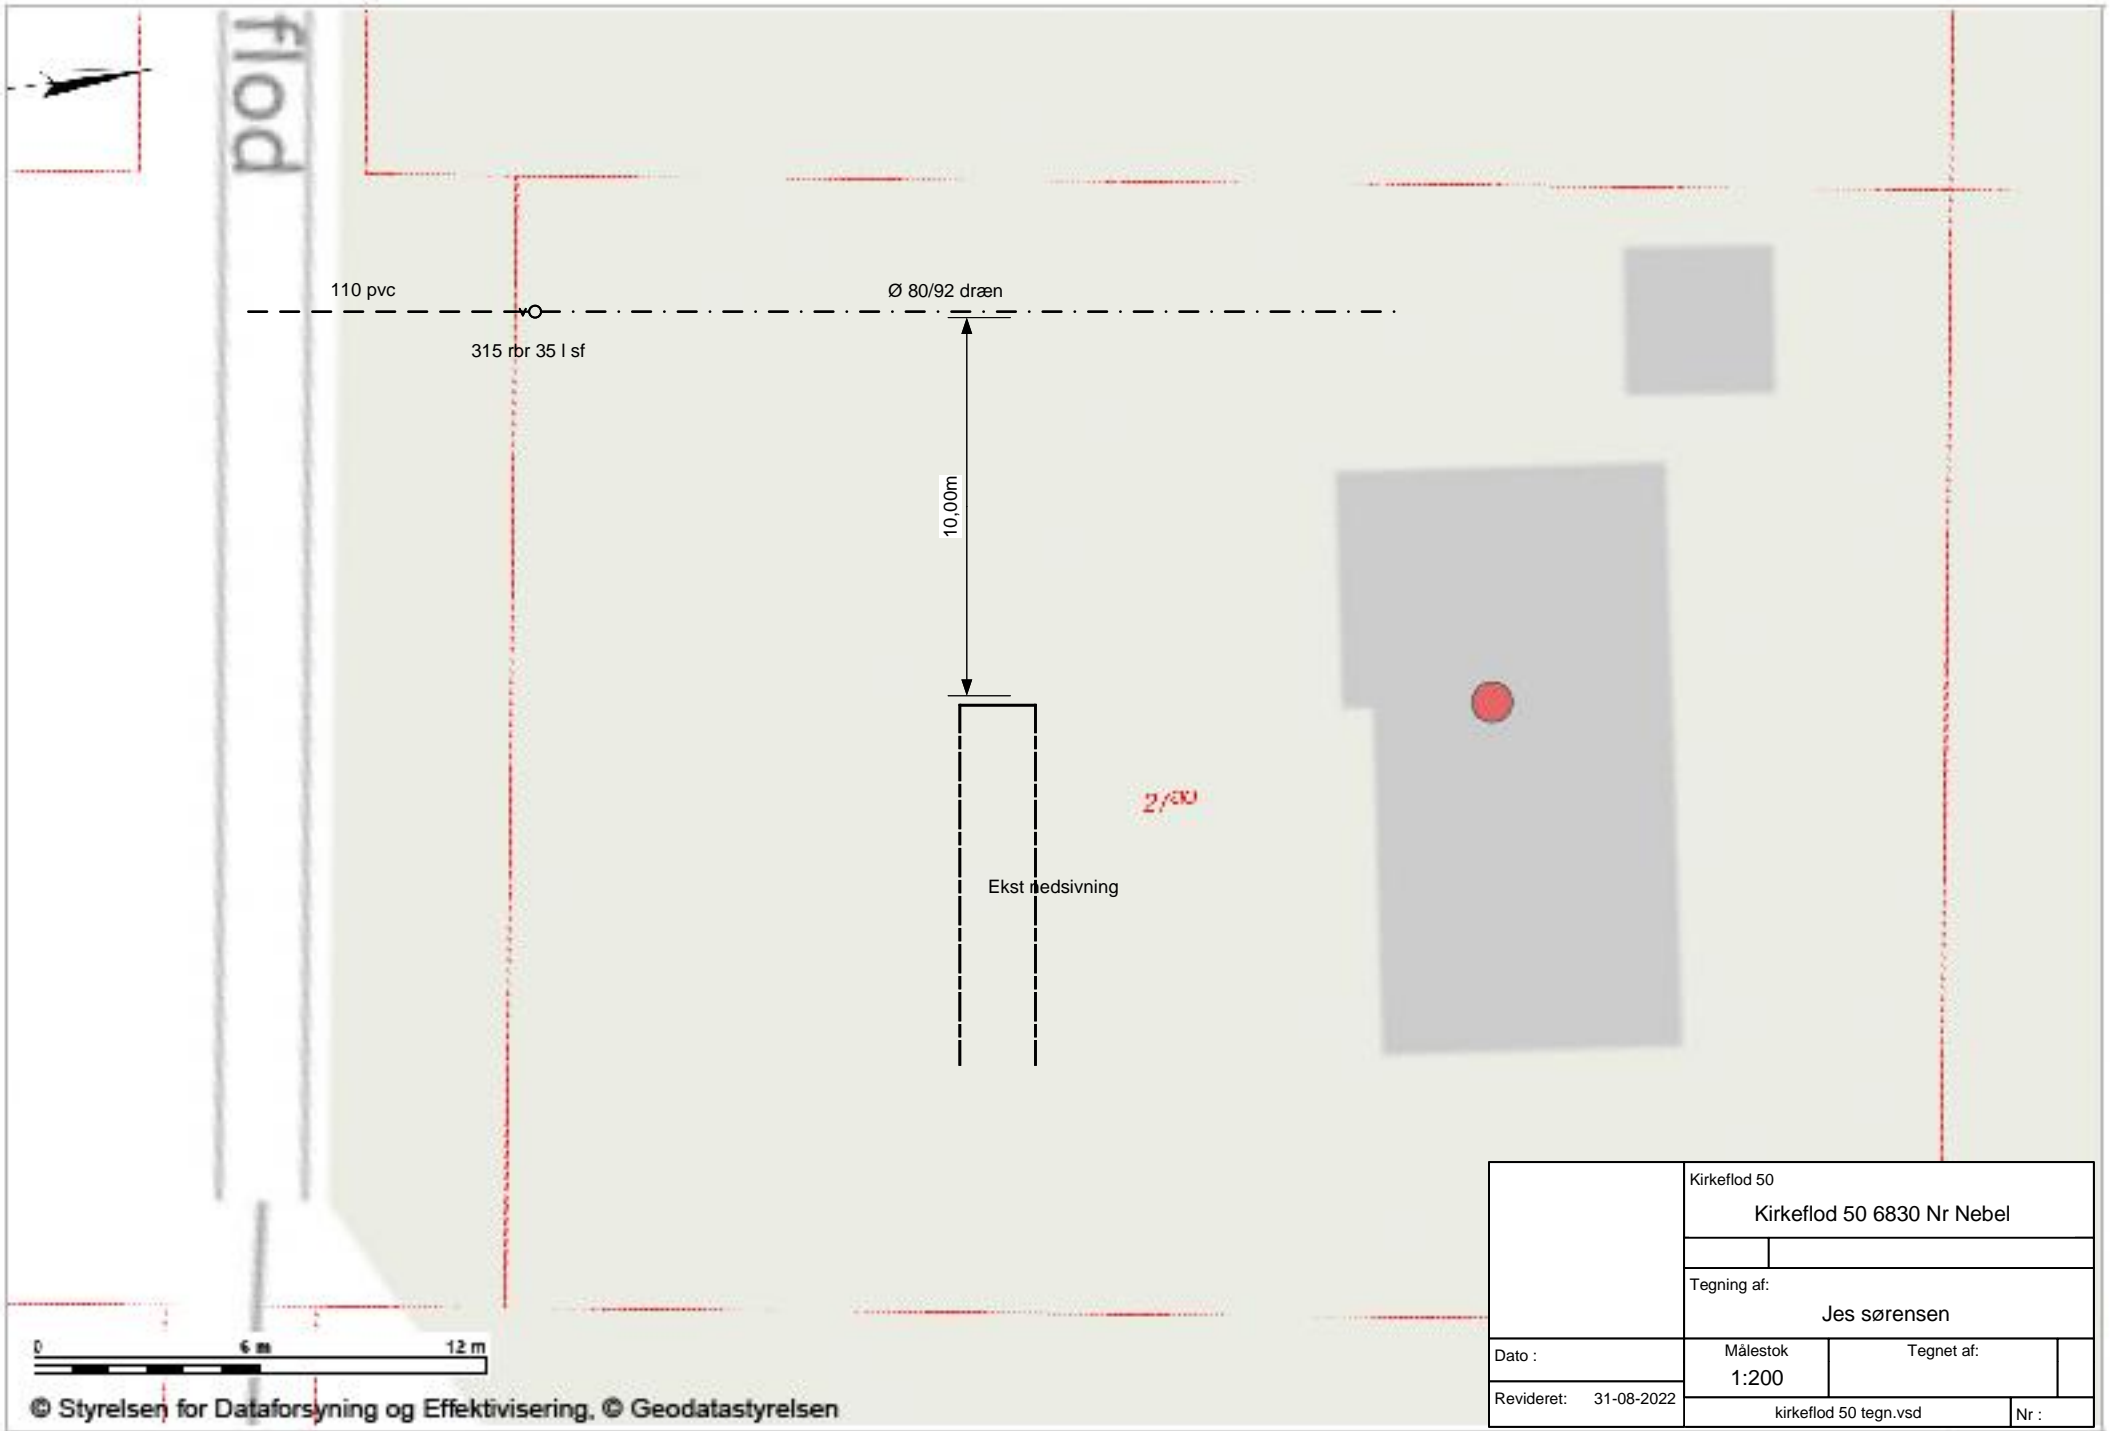 flod
110 pvc
Ø 80/92 dræn
315 rbr 35 l sf
10,00m
Ekst nedsivning
Kirkeflod 50
Kirkeflod 50 6830 Nr Nebel
Tegning af:
Jes sørensen
Dato :
Målestok
1:200
Tegnet af:
Revideret: 31-08-2022
kirkeflod 50 tegn.vsd
Nr :
0 6 m 12 m
© Styrelsen for Dataforsyning og Effektivisering, © Geodatastyrelsen